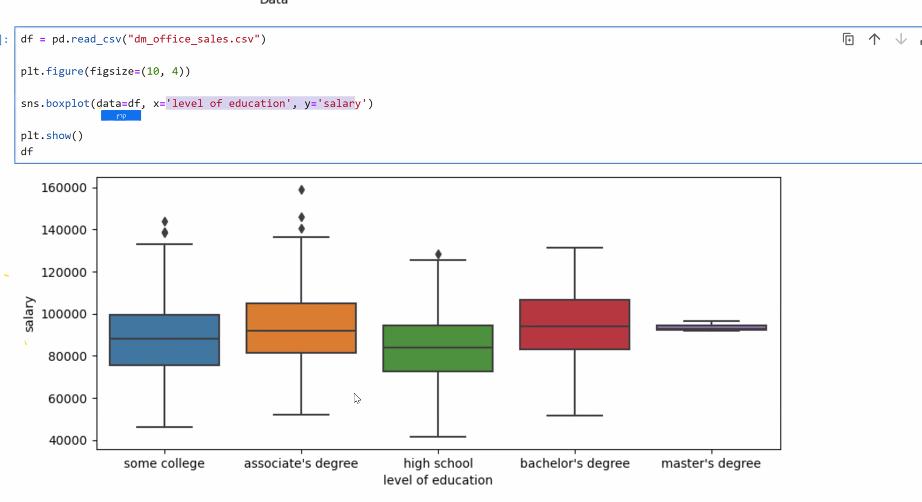 Data
]:
df = pd.read_csv("dm_office_sales.csv")
plt.figure(figsize=(10, 4))
sns.boxplot(data=df, x='level of education', y='salary')
plt.show()
df
160000
140000
120000
100000
80000
60000
40000
salary
some college associate's degree high school bachelor's degree master's degree
level of education